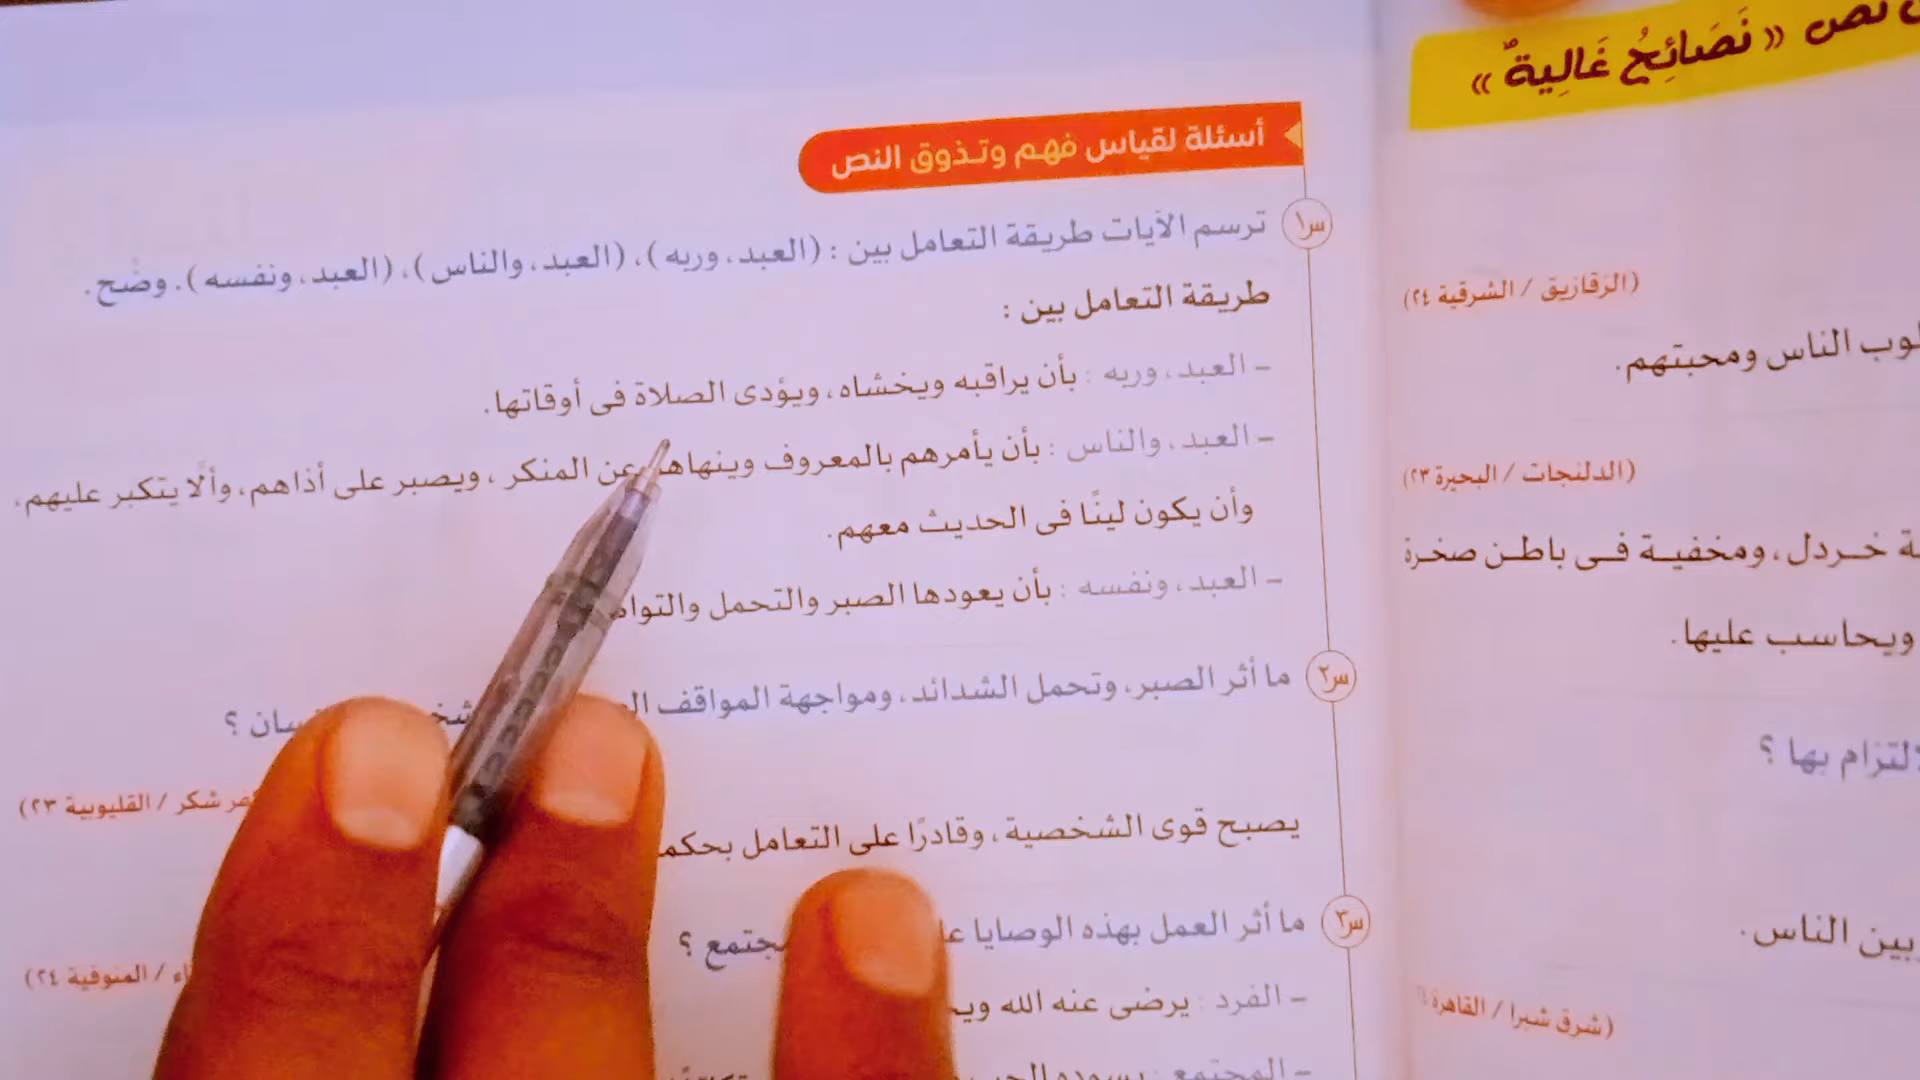 أسئلة لقياس فهم وتذوق النص
س١ ترسم الآيات طريقة التعامل بين : (العبد، وربه)، (العبد، والناس)، (العبد، ونفسه). وضح.
طريقة التعامل بين :
- العبد، وربه : بأن يراقبه ويخشاه، ويؤدى الصلاة فى أوقاتها.
- العبد، والناس : بأن يأمرهم بالمعروف وينهاهم عن المنكر، ويصبر على أذاهم، وألا يتكبر عليهم.
وأن يكون لينًا فى الحديث معهم.
- العبد، ونفسه : بأن يعودها الصبر والتحمل
س٢ ما أثر الصبر، وتحمل الشدائد، ومواجهة المواقف ؟
شكر / القليوبية ٢٣)
يصبح قوى الشخصية، وقادرًا على التعامل
س٣ ما أثر العمل بهذه الوصايا ؟
/ المنوفية ٢٤)
- الفرد : يرضى عنه الله
- المجتمع :
نص « نَصَائِحُ غَالِيةٌ »
(الزقازيق / الشرقية ٢٤)
الناس ومحبتهم.
(الدلنجات / البحيرة ٢٣)
خردل، ومخفية فى باطن صخرة
ويحاسب عليها.
بها ؟
بين الناس.
(شرق شبرا / القاهرة